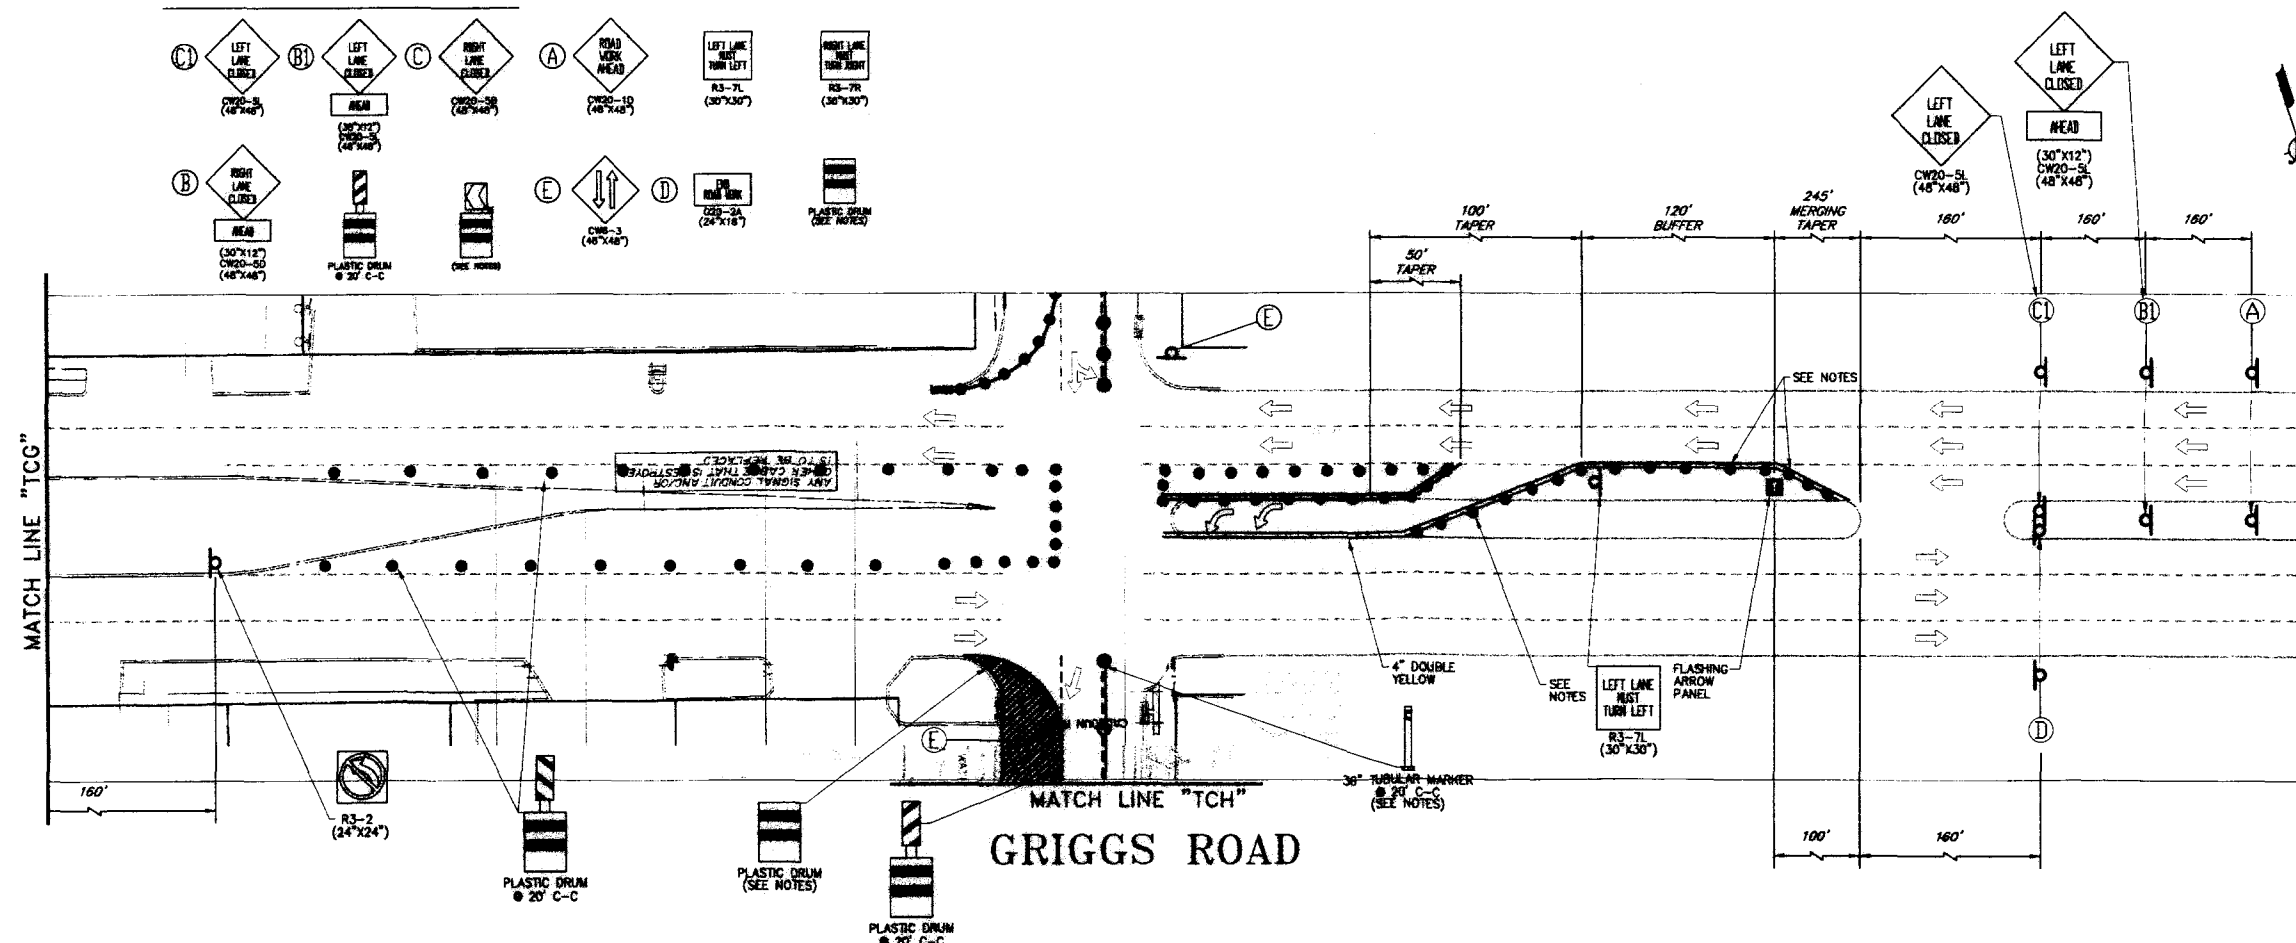 C1
LEFT
LANE
CLOSED
CW20-5L
(48"X48")
B1
LEFT
LANE
CLOSED
AHEAD
(30"X12")
CW20-5L
(48"X48")
C
RIGHT
LANE
CLOSED
(48"X48")
A
ROAD
WORK
AHEAD
CW20-1D
(48"X48")
LEFT LANE
MUST
TURN LEFT
R3-7L
(30"X30")
RIGHT LANE
MUST
TURN RIGHT
R3-7R
(30"X30")
B
RIGHT
LANE
CLOSED
AHEAD
(30"X12")
CW20-5D
(48"X48")
PLASTIC DRUM
@ 20' C-C
(SEE NOTES)
E
CW6-3
(48"X48")
D
END
ROAD WORK
G20-2A
(24"X18")
PLASTIC DRUM
(SEE NOTES)
LEFT
LANE
CLOSED
CW20-5L
(48"X48")
LEFT
LANE
CLOSED
AHEAD
(30"X12")
CW20-5L
(48"X48")
100'
TAPER
120'
BUFFER
245'
MERGING
TAPER
160'
160'
160'
50'
TAPER
E
C1
B1
A
SEE NOTES
ANY SIGNAL CONDUIT AND/OR
OTHER CABLE THAT IS DESTROYED
IS TO BE REPLACED
MATCH LINE "TCG"
4" DOUBLE
YELLOW
SEE
NOTES
LEFT LANE
MUST
TURN LEFT
R3-7L
(30"X30")
FLASHING
ARROW
PANEL
D
E
160'
R3-2
(24"X24")
PLASTIC DRUM
@ 20' C-C
PLASTIC DRUM
(SEE NOTES)
PLASTIC DRUM
@ 20' C-C
MATCH LINE "TCH"
36" TUBULAR MARKER
@ 20' C-C
(SEE NOTES)
GRIGGS ROAD
100'
160'